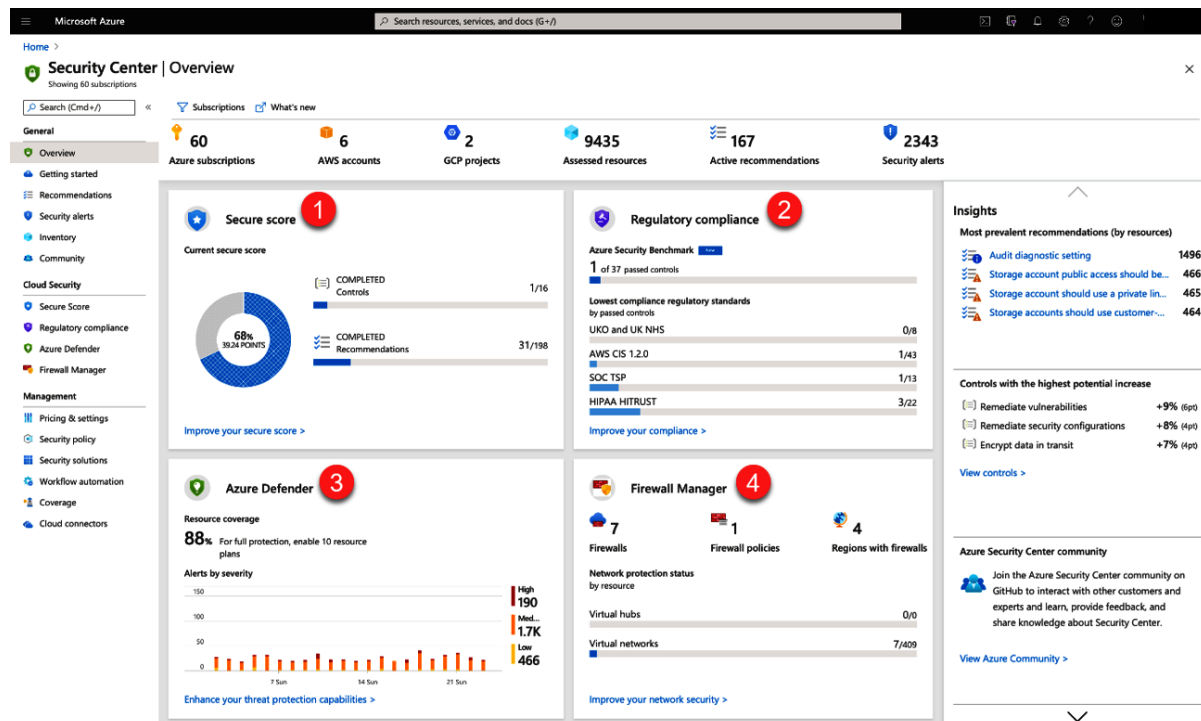 Microsoft Azure
Search resources, services, and docs (G+/)
Home >
Security Center | Overview
Showing 60 subscriptions
Search (Cmd+/)
«
Subscriptions
What's new
General
Overview
Getting started
Recommendations
Security alerts
Inventory
Community
Cloud Security
Secure Score
Regulatory compliance
Azure Defender
Firewall Manager
Management
Pricing & settings
Security policy
Security solutions
Workflow automation
Coverage
Cloud connectors
60
Azure subscriptions
6
AWS accounts
2
GCP projects
9435
Assessed resources
167
Active recommendations
2343
Security alerts
Secure score 1
Current secure score
68%
39.24 POINTS
COMPLETED
Controls 1/16
COMPLETED
Recommendations 31/198
Improve your secure score >
Regulatory compliance 2
Azure Security Benchmark
1 of 37 passed controls
Lowest compliance regulatory standards
by passed controls
UKO and UK NHS 0/8
AWS CIS 1.2.0 1/43
SOC TSP 1/13
HIPAA HITRUST 3/22
Improve your compliance >
Azure Defender 3
Resource coverage
88% For full protection, enable 10 resource
plans
Alerts by severity
150
100
50
0
7 Sun 14 Sun 21 Sun
High
190
Med...
1.7K
Low
466
Enhance your threat protection capabilities >
Firewall Manager 4
7
Firewalls
1
Firewall policies
4
Regions with firewalls
Network protection status
by resource
Virtual hubs 0/0
Virtual networks 7/409
Improve your network security >
Insights
Most prevalent recommendations (by resources)
Audit diagnostic setting 1496
Storage account public access should be... 466
Storage account should use a private lin... 465
Storage accounts should use customer-... 464
Controls with the highest potential increase
Remediate vulnerabilities +9% (6pt)
Remediate security configurations +8% (4pt)
Encrypt data in transit +7% (4pt)
View controls >
Azure Security Center community
Join the Azure Security Center community on
GitHub to interact with other customers and
experts and learn, provide feedback, and
share knowledge about Security Center.
View Azure Community >